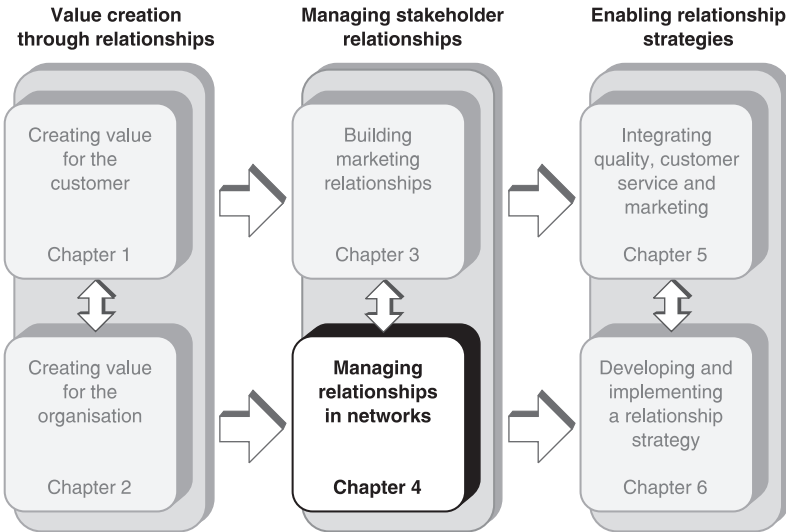 Value creation
through relationships
Managing stakeholder
relationships
Enabling relationship
strategies
Creating value
for the
customer
Chapter 1
Building
marketing
relationships
Chapter 3
Integrating
quality, customer
service and
marketing
Chapter 5
Creating value
for the
organisation
Chapter 2
Managing
relationships
in networks
Chapter 4
Developing and
implementing
a relationship
strategy
Chapter 6